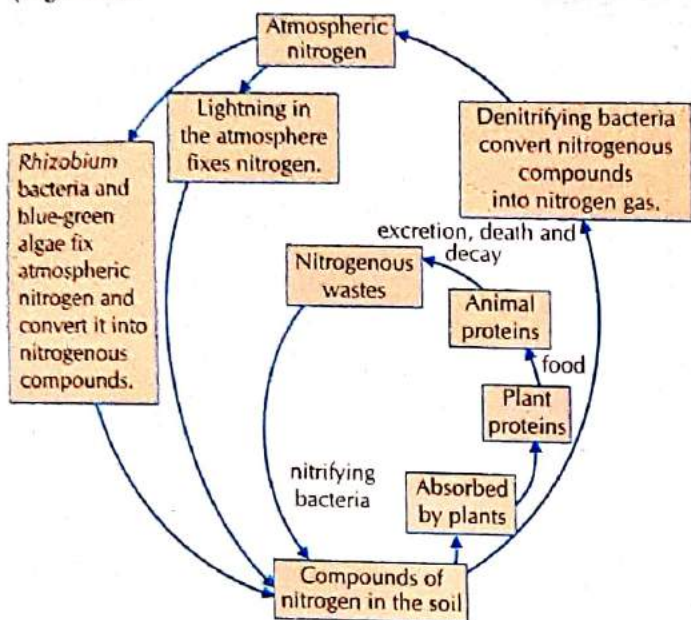 Atmospheric
nitrogen
Lightning in
the atmosphere
fixes nitrogen.
Denitrifying bacteria
convert nitrogenous
compounds
into nitrogen gas.
Rhizobium
bacteria and
blue-green
algae fix
atmospheric
nitrogen and
convert it into
nitrogenous
compounds.
excretion, death and
decay
Nitrogenous
wastes
Animal
proteins
food
Plant
proteins
nitrifying
bacteria
Absorbed
by plants
Compounds of
nitrogen in the soil